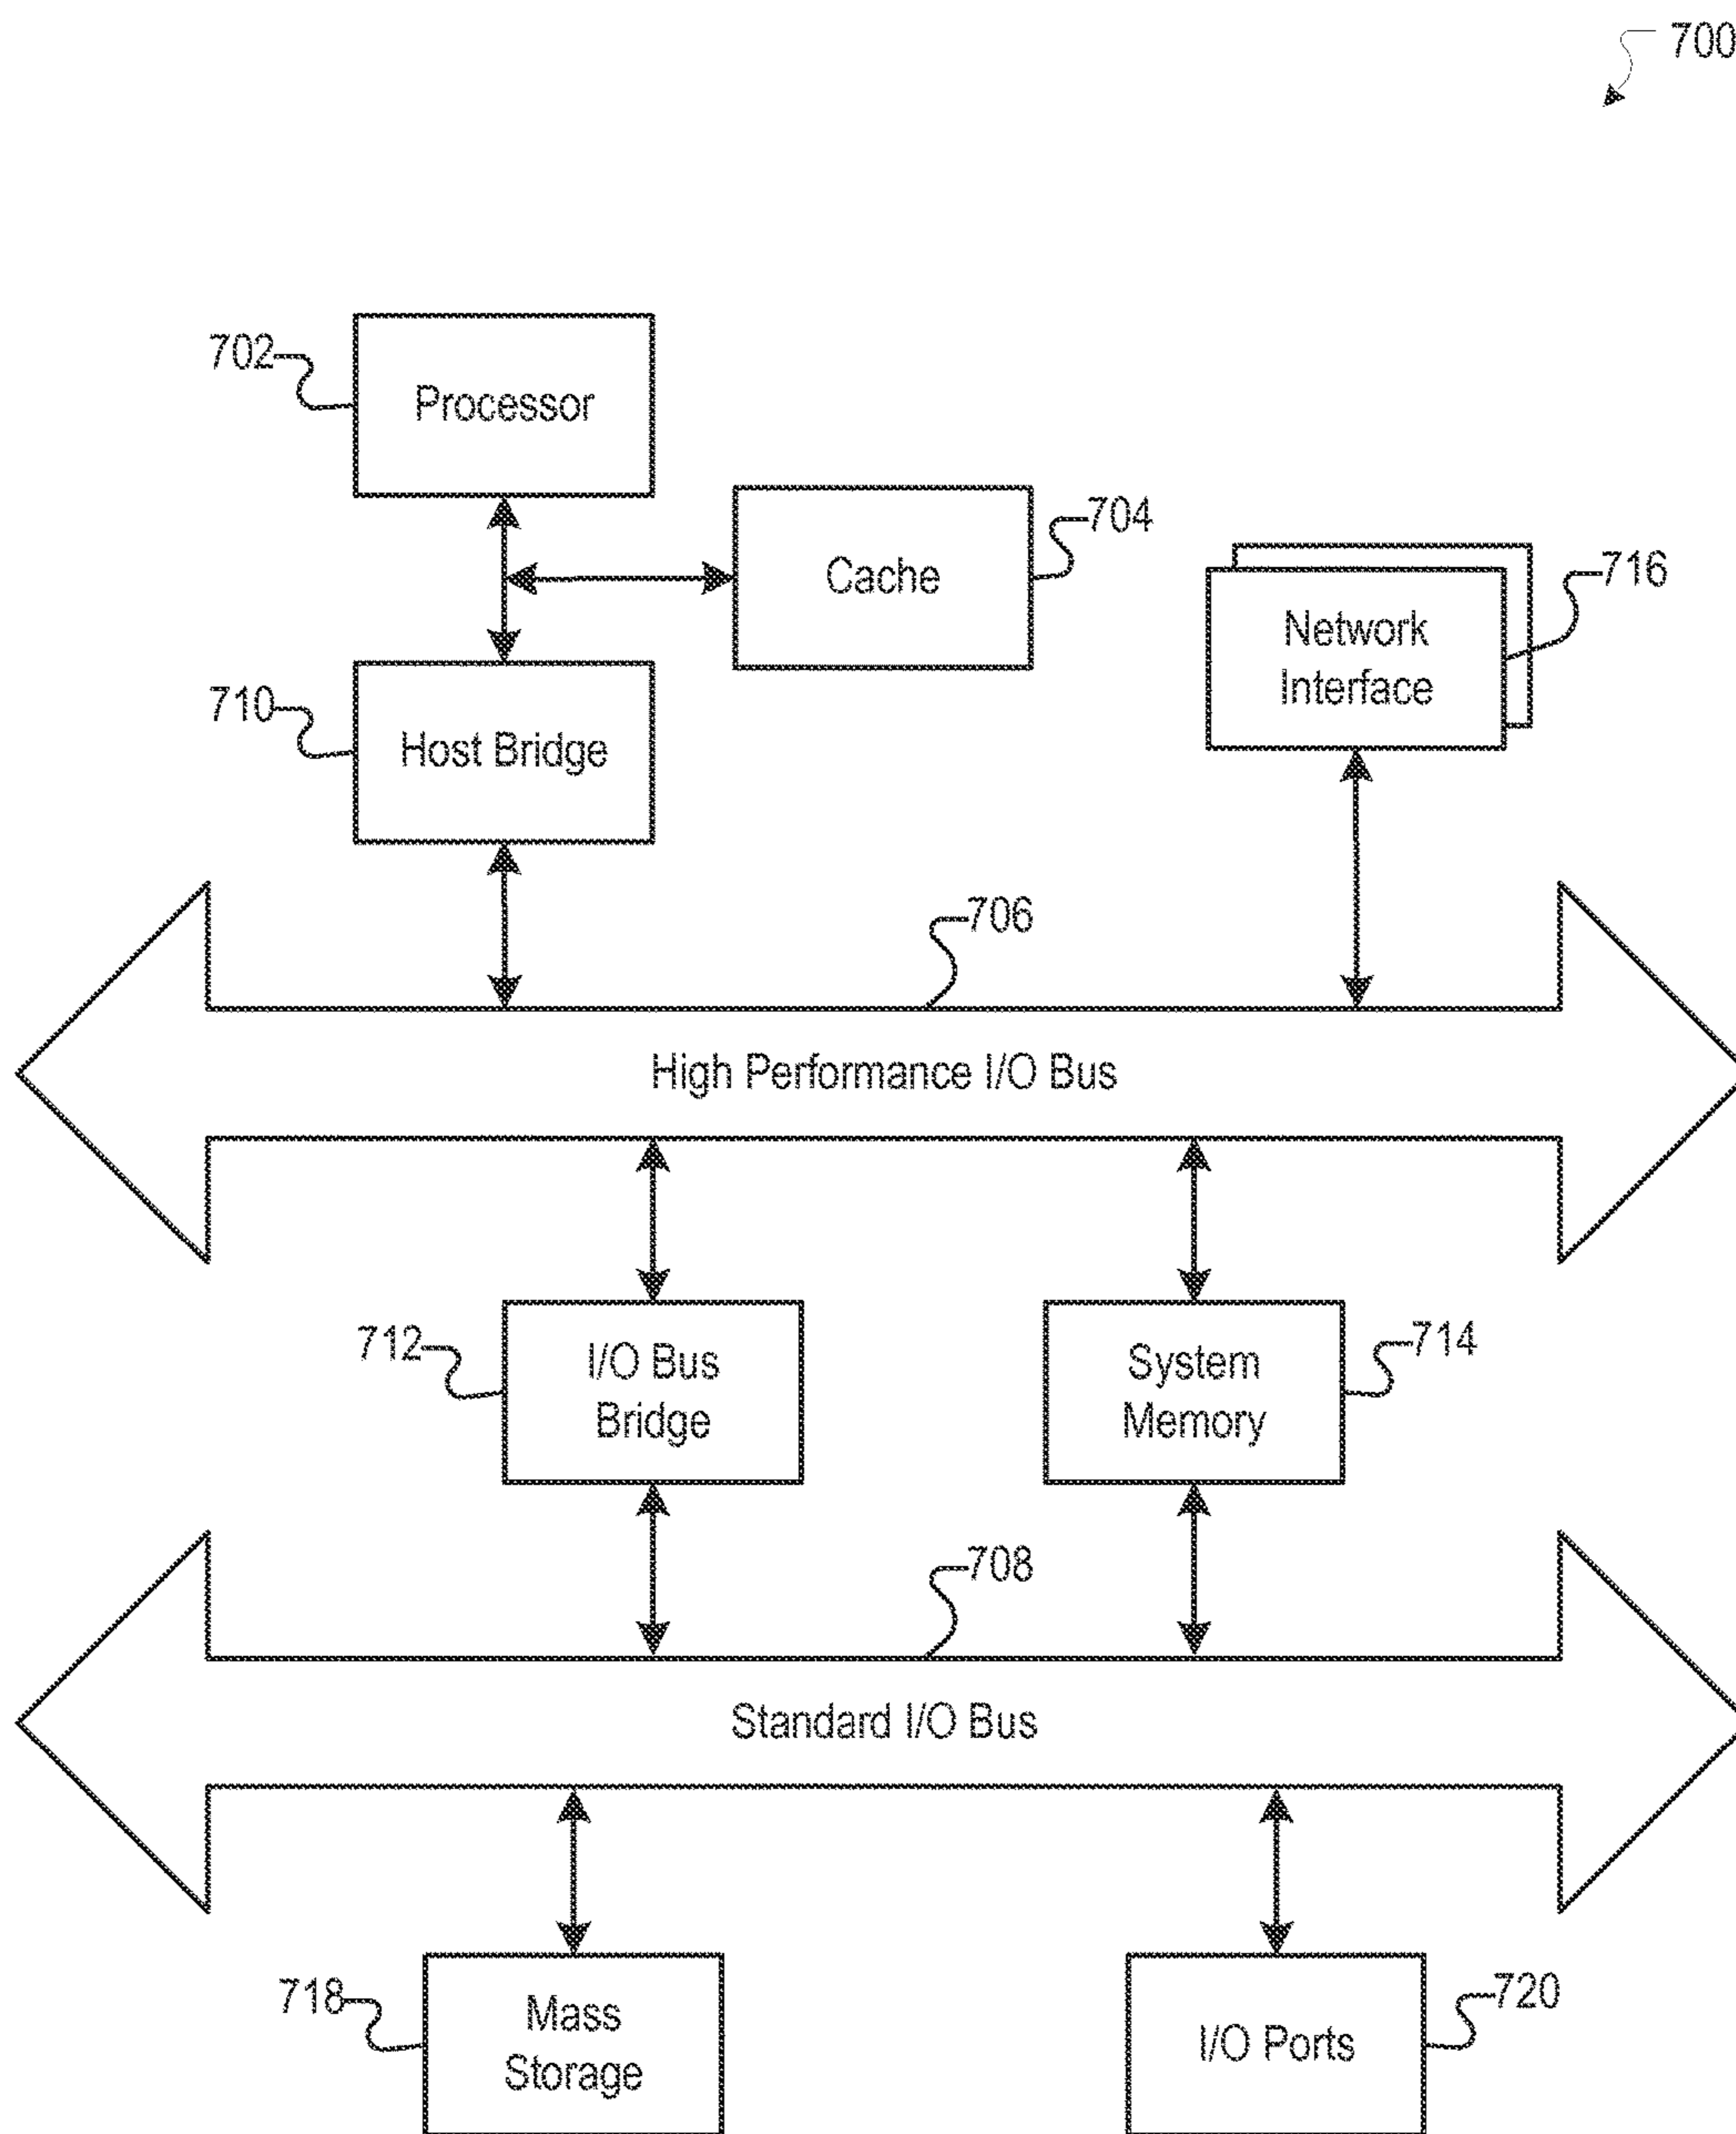 700
702
Processor
Cache
704
Network
Interface
716
710
Host Bridge
706
High Performance I/O Bus
712
I/O Bus
Bridge
System
Memory
714
708
Standard I/O Bus
718
Mass
Storage
I/O Ports
720